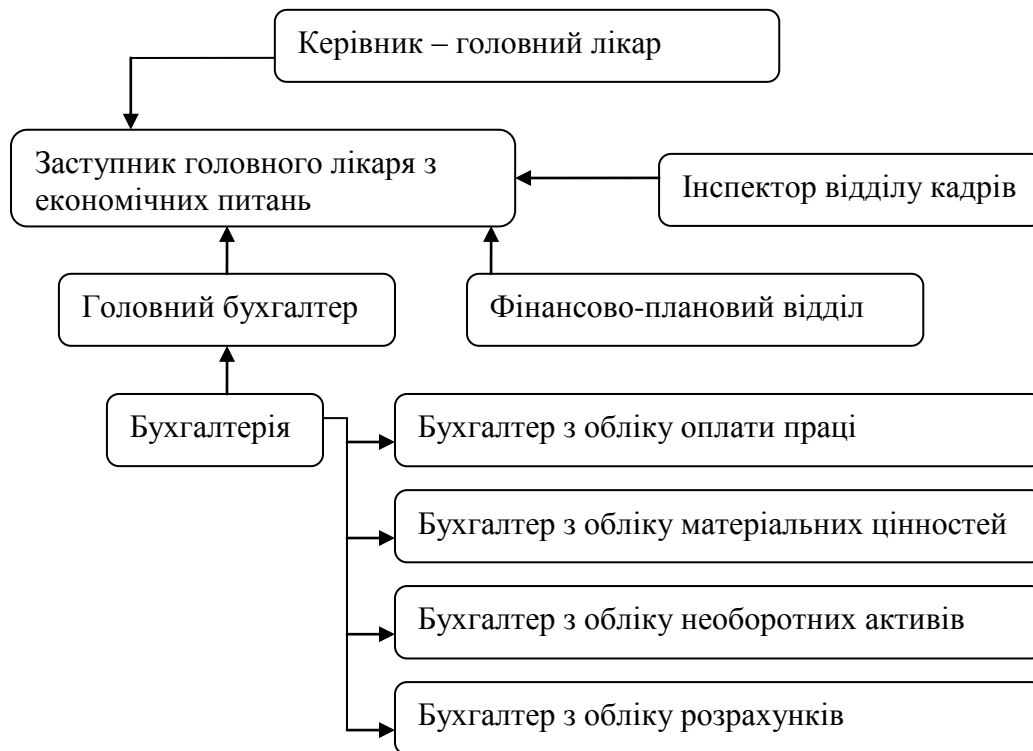 Керівник – головний лікар
Заступник головного лікаря з
економічних питань
Інспектор відділу кадрів
Головний бухгалтер
Фінансово-плановий відділ
Бухгалтерія
Бухгалтер з обліку оплати праці
Бухгалтер з обліку матеріальних цінностей
Бухгалтер з обліку необоротних активів
Бухгалтер з обліку розрахунків